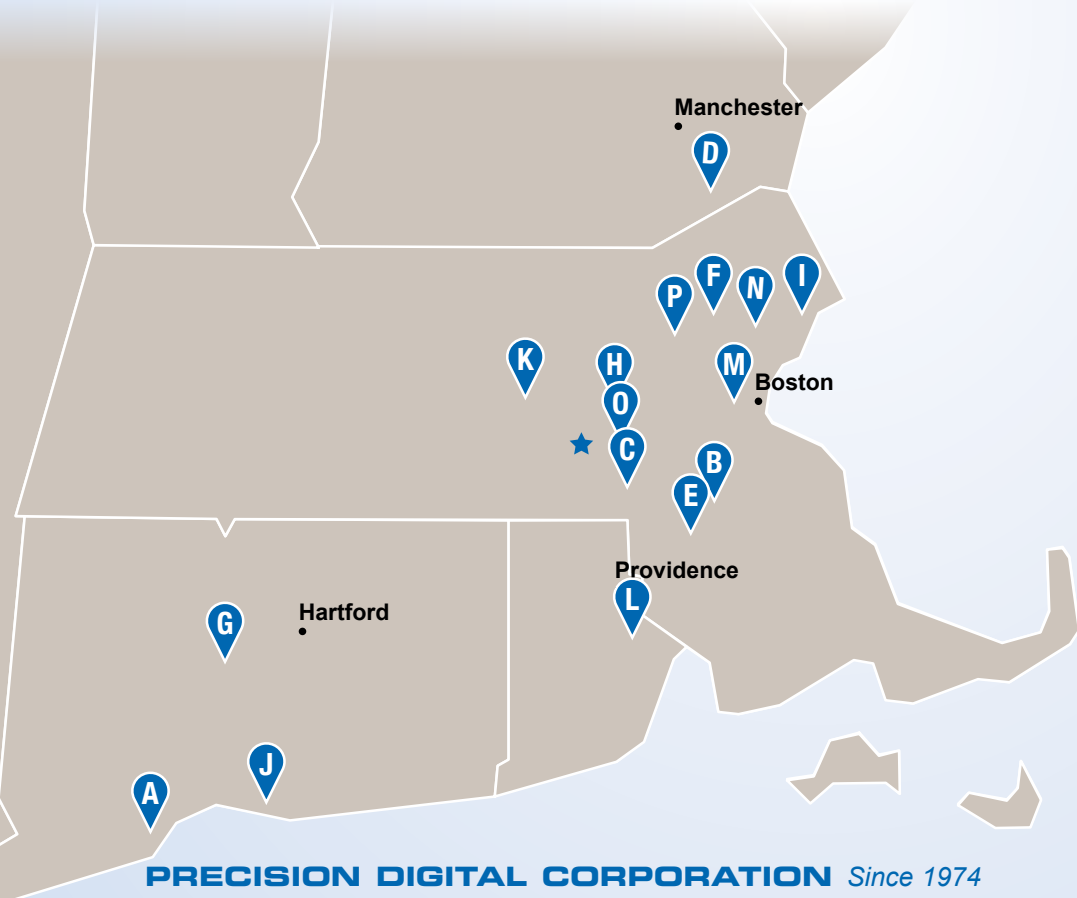 Manchester
D
F
I
N
P
K
H
M
Boston
O
C
B
E
Providence
L
Hartford
G
J
A
PRECISION DIGITAL CORPORATION Since 1974